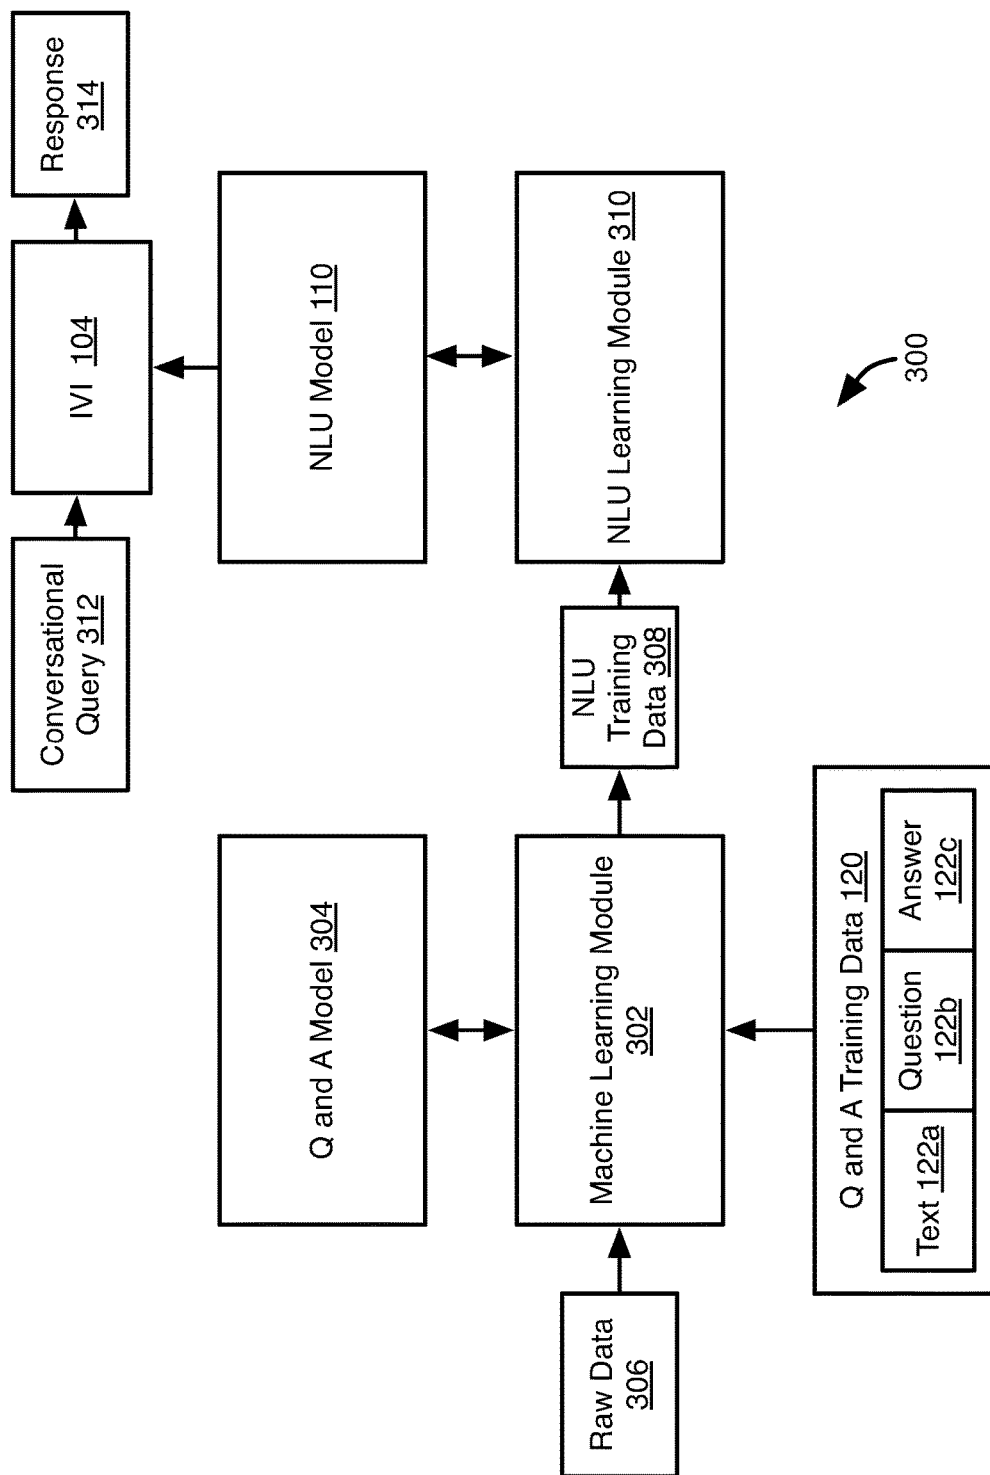 Conversational
Query 312
IVI 104
Response
314
Q and A Model 304
NLU Model 110
Raw Data
306
Machine Learning Module
302
NLU
Training
Data 308
NLU Learning Module 310
Q and A Training Data 120
Text 122a
Question
122b
Answer
122c
300